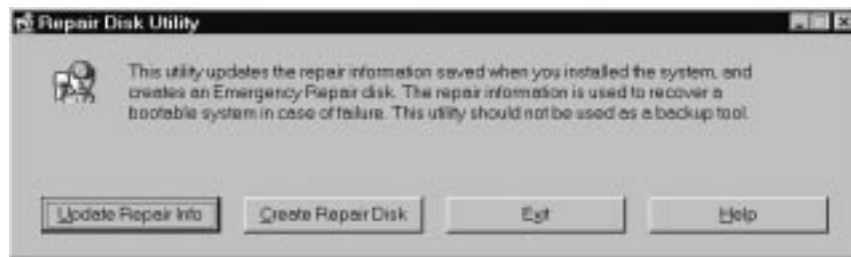 Repair Disk Utility
This utility updates the repair information saved when you installed the system, and
creates an Emergency Repair disk. The repair information is used to recover a
bootable system in case of failure. This utility should not be used as a backup tool.
Update Repair Info
Create Repair Disk
Exit
Help